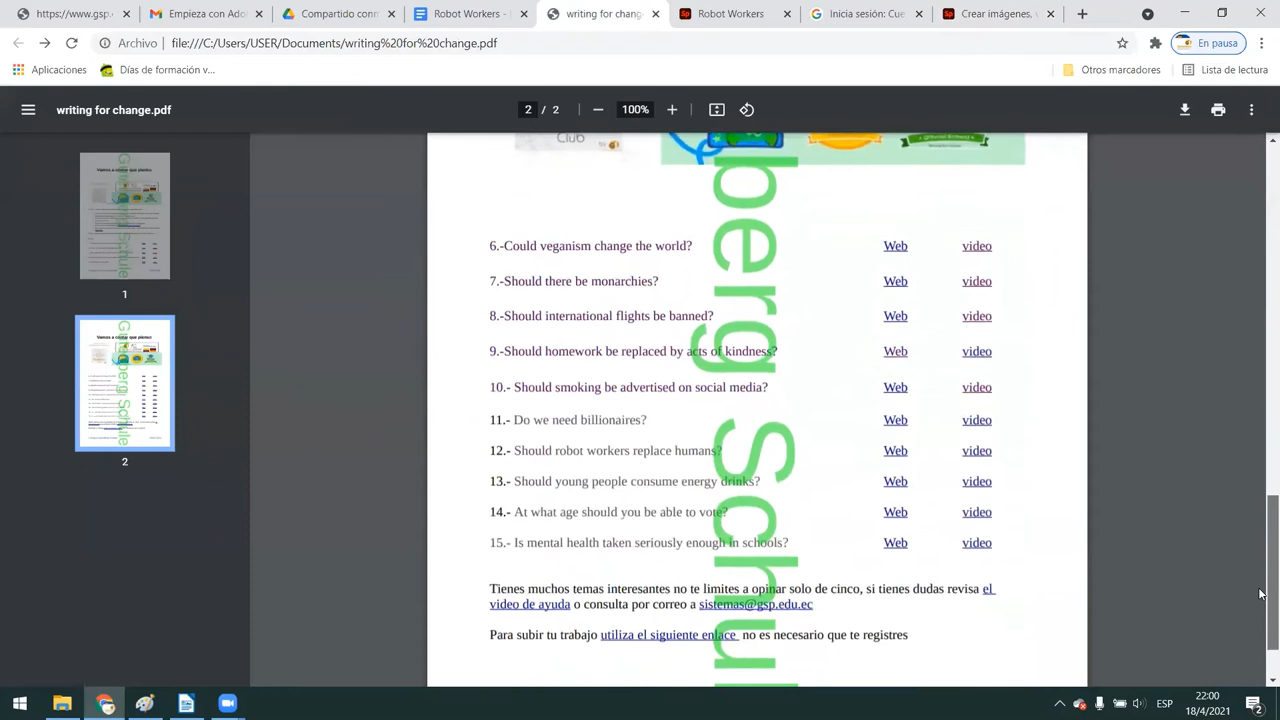 https://www.gsp.
Empieza con Ado
Compartido con
Robot Workers -
writing for chang
Robot Workers
Inicia sesión: Cue
Crear imágenes, v
Archivo
file:///C:/Users/USER/Documents/writing%20for%20change.pdf
En pausa
Aplicaciones
Días de formación v...
Otros marcadores
Lista de lectura
writing for change.pdf
2 / 2
100%
1
2
Club
berg Schul
6.-Could veganism change the world? Web video
7.-Should there be monarchies? Web video
8.-Should international flights be banned? Web video
9.-Should homework be replaced by acts of kindness? Web video
10.- Should smoking be advertised on social media? Web video
11.- Do we need billionaires? Web video
12.- Should robot workers replace humans? Web video
13.- Should young people consume energy drinks? Web video
14.- At what age should you be able to vote? Web video
15.- Is mental health taken seriously enough in schools? Web video
Tienes muchos temas interesantes no te limites a opinar solo de cinco, si tienes dudas revisa el
video de ayuda o consulta por correo a sistemas@gsp.edu.ec
Para subir tu trabajo utiliza el siguiente enlace no es necesario que te registres
ESP
22:00
18/4/2021
2